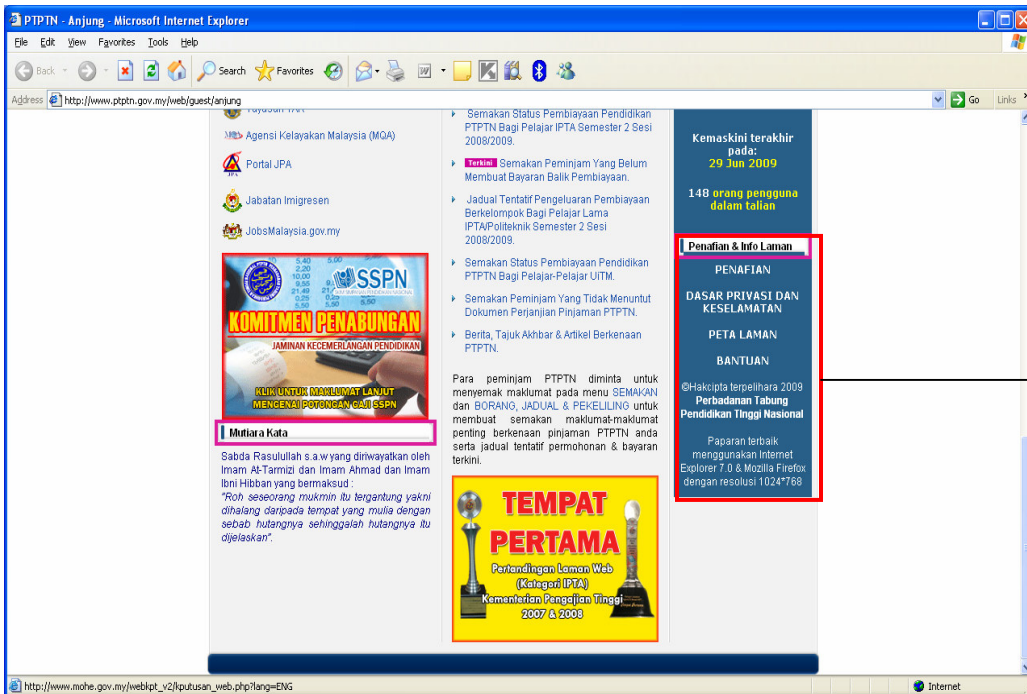 PTPTN - Anjung - Microsoft Internet Explorer
File Edit View Favorites Tools Help
Back Search Favorites
Address http://www.ptptn.gov.my/web/guest/anjung Go Links
Agensi Kelayakan Malaysia (MQA)
Portal JPA
Jabatan Imigresen
JobsMalaysia.gov.my
SSPN
KOMITMEN PENABUNGAN
JAMINAN KECEMERLANGAN PENDIDIKAN
KLIK UNTUK MAKLUMAT LANJUT
MENGENAI POTONGAN GAJI SSPN
Mutiara Kata
Sabda Rasulullah s.a.w yang diriwayatkan oleh
Imam At-Tarmizi dan Imam Ahmad dan Imam
Ibni Hibban yang bermaksud :
"Roh seseorang mukmin itu tergantung yakni
dihalang daripada tempat yang mulia dengan
sebab hutangnya sehinggalah hutangnya itu
dijelaskan".
Semakan Status Pembiayaan Pendidikan
PTPTN Bagi Pelajar IPTA Semester 2 Sesi
2008/2009.
Terkini Semakan Peminjam Yang Belum
Membuat Bayaran Balik Pembiayaan.
Jadual Tentatif Pengeluaran Pembiayaan
Berkelompok Bagi Pelajar Lama
IPTA/Politeknik Semester 2 Sesi
2008/2009.
Semakan Status Pembiayaan Pendidikan
PTPTN Bagi Pelajar-Pelajar UiTM.
Semakan Peminjam Yang Tidak Menuntut
Dokumen Perjanjian Pinjaman PTPTN.
Berita, Tajuk Akhbar & Artikel Berkenaan
PTPTN.
Para peminjam PTPTN diminta untuk
menyemak maklumat pada menu SEMAKAN
dan BORANG, JADUAL & PEKELILING untuk
membuat semakan maklumat-maklumat
penting berkenaan pinjaman PTPTN anda
serta jadual tentatif permohonan & bayaran
terkini.
TEMPAT
PERTAMA
Pertandingan Laman Web
(Kategori IPTA)
Kementerian Pengajian Tinggi
2007 & 2008
Kemaskini terakhir
pada:
29 Jun 2009
148 orang pengguna
dalam talian
Penafian & Info Laman
PENAFIAN
DASAR PRIVASI DAN
KESELAMATAN
PETA LAMAN
BANTUAN
©Hakcipta terpelihara 2009
Perbadanan Tabung
Pendidikan TInggi Nasional
Paparan terbaik
menggunakan Internet
Explorer 7.0 & Mozilla Firefox
dengan resolusi 1024*768
http://www.mohe.gov.my/webkpt_v2/kputusan_web.php?lang=ENG Internet